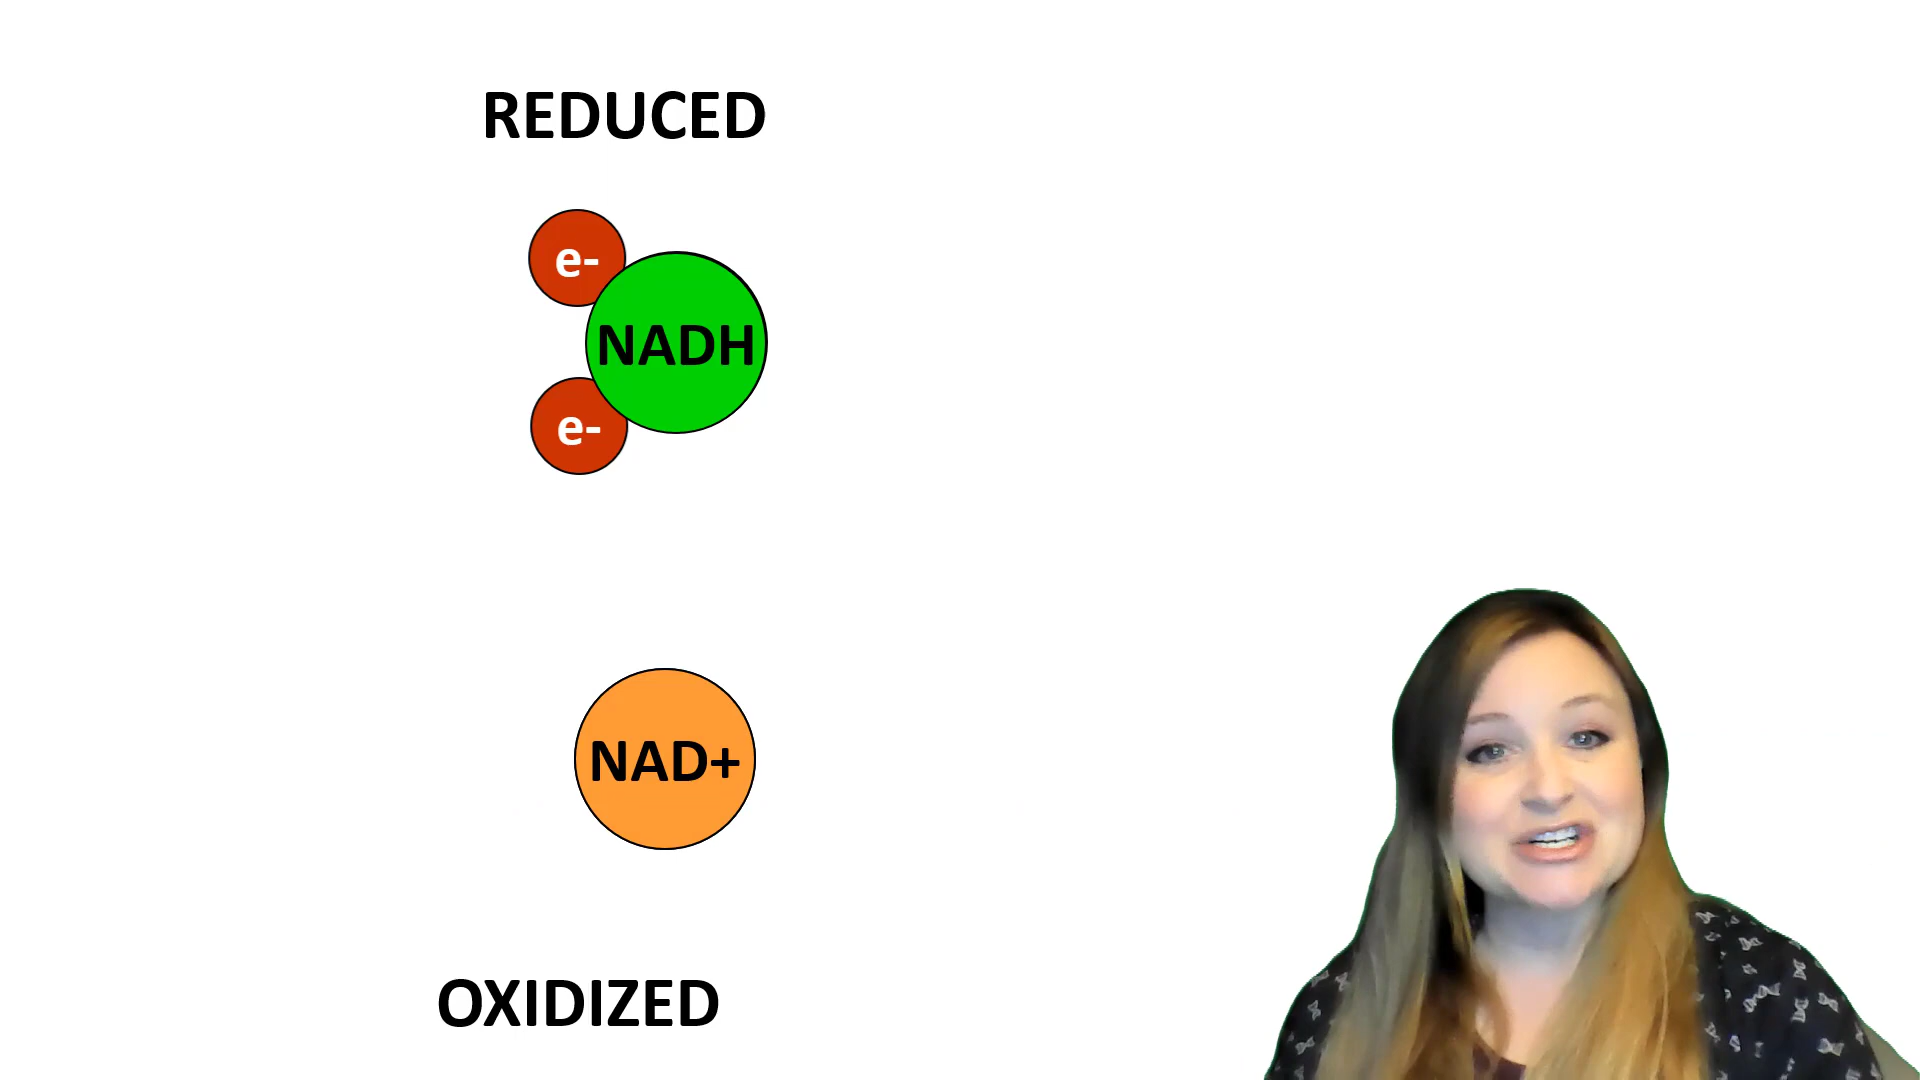 REDUCED
e-
NADH
e-
NAD+
OXIDIZED